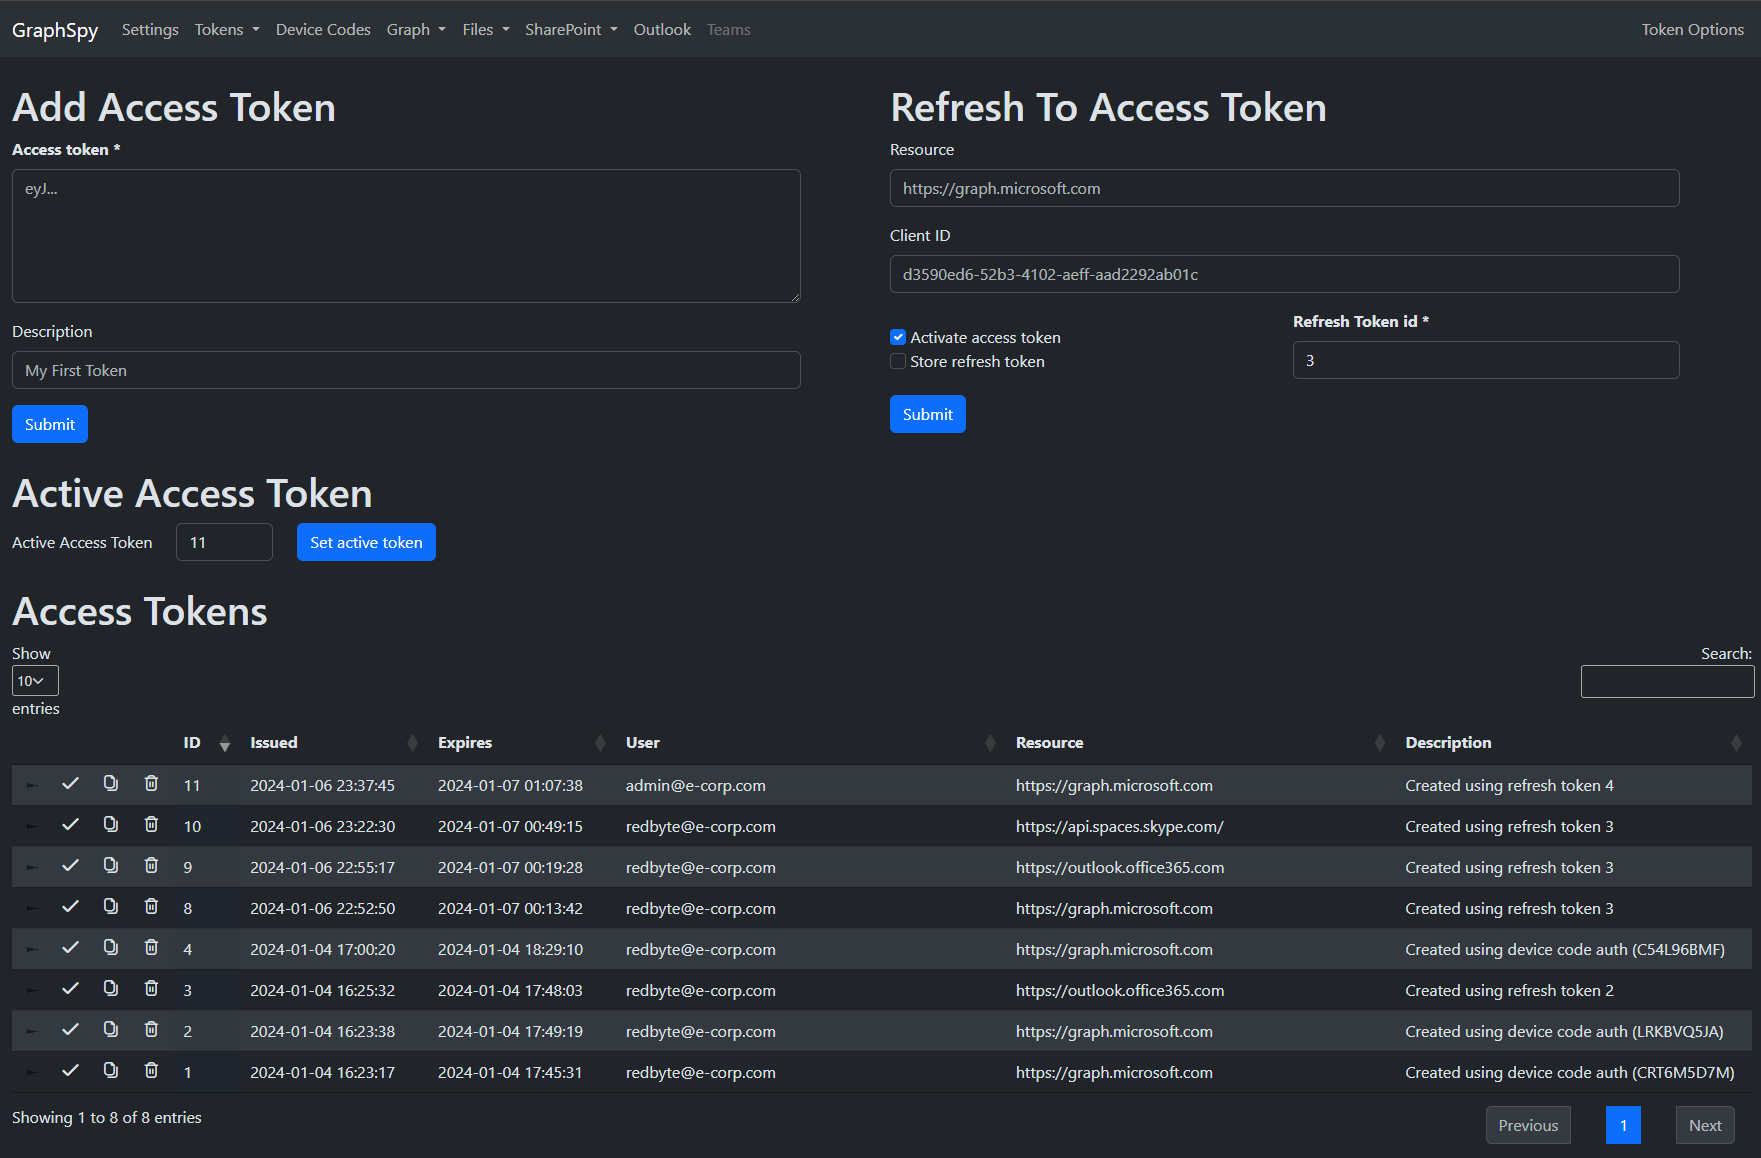 GraphSpy Settings Tokens Device Codes Graph Files SharePoint Outlook Teams Token Options
Add Access Token
Access token *
eyJ...
Description
My First Token
Submit
Refresh To Access Token
Resource
https://graph.microsoft.com
Client ID
d3590ed6-52b3-4102-aeff-aad2292ab01c
Activate access token
Store refresh token
Refresh Token id *
3
Submit
Active Access Token
Active Access Token 11 Set active token
Access Tokens
Show
10
entries
Search:
ID Issued Expires User Resource Description
11 2024-01-06 23:37:45 2024-01-07 01:07:38 admin@e-corp.com https://graph.microsoft.com Created using refresh token 4
10 2024-01-06 23:22:30 2024-01-07 00:49:15 redbyte@e-corp.com https://api.spaces.skype.com/ Created using refresh token 3
9 2024-01-06 22:55:17 2024-01-07 00:19:28 redbyte@e-corp.com https://outlook.office365.com Created using refresh token 3
8 2024-01-06 22:52:50 2024-01-07 00:13:42 redbyte@e-corp.com https://graph.microsoft.com Created using refresh token 3
4 2024-01-04 17:00:20 2024-01-04 18:29:10 redbyte@e-corp.com https://graph.microsoft.com Created using device code auth (C54L96BMF)
3 2024-01-04 16:25:32 2024-01-04 17:48:03 redbyte@e-corp.com https://outlook.office365.com Created using refresh token 2
2 2024-01-04 16:23:38 2024-01-04 17:49:19 redbyte@e-corp.com https://graph.microsoft.com Created using device code auth (LRKBVQ5JA)
1 2024-01-04 16:23:17 2024-01-04 17:45:31 redbyte@e-corp.com https://graph.microsoft.com Created using device code auth (CRT6M5D7M)
Showing 1 to 8 of 8 entries
Previous 1 Next